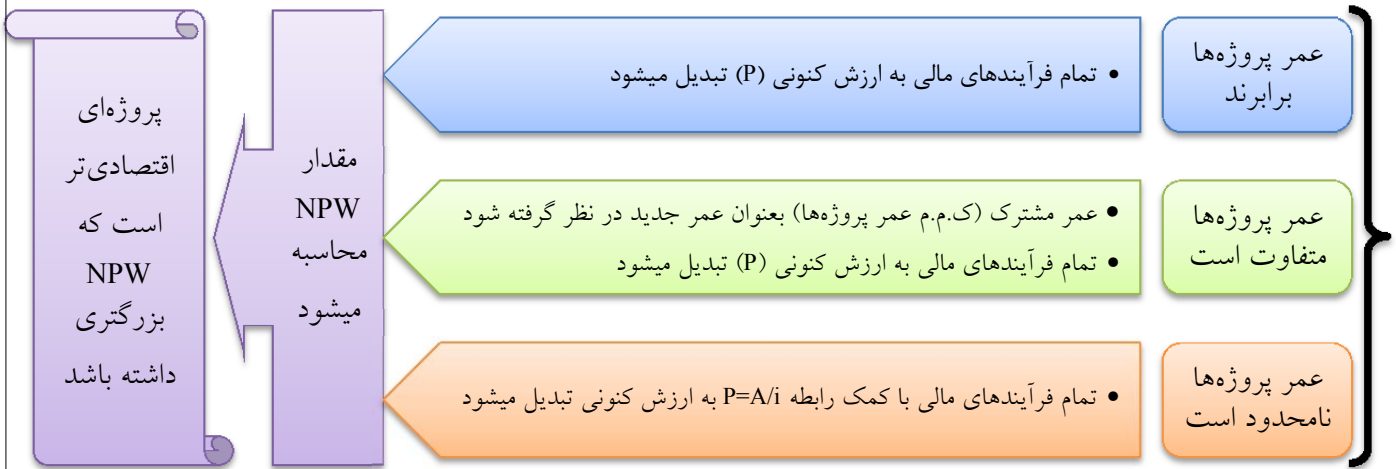 عمر پروژه‌ها
برابرند
• تمام فرآیندهای مالی به ارزش کنونی (P) تبدیل میشود
عمر پروژه‌ها
متفاوت است
• عمر مشترک (ک.م.م عمر پروژه‌ها) بعنوان عمر جدید در نظر گرفته شود
• تمام فرآیندهای مالی به ارزش کنونی (P) تبدیل میشود
عمر پروژه‌ها
نامحدود است
• تمام فرآیندهای مالی با کمک رابطه P=A/i به ارزش کنونی تبدیل میشود
مقدار
NPW
محاسبه
میشود
پروژه‌ای
اقتصادی‌تر
است که
NPW
بزرگتری
داشته باشد